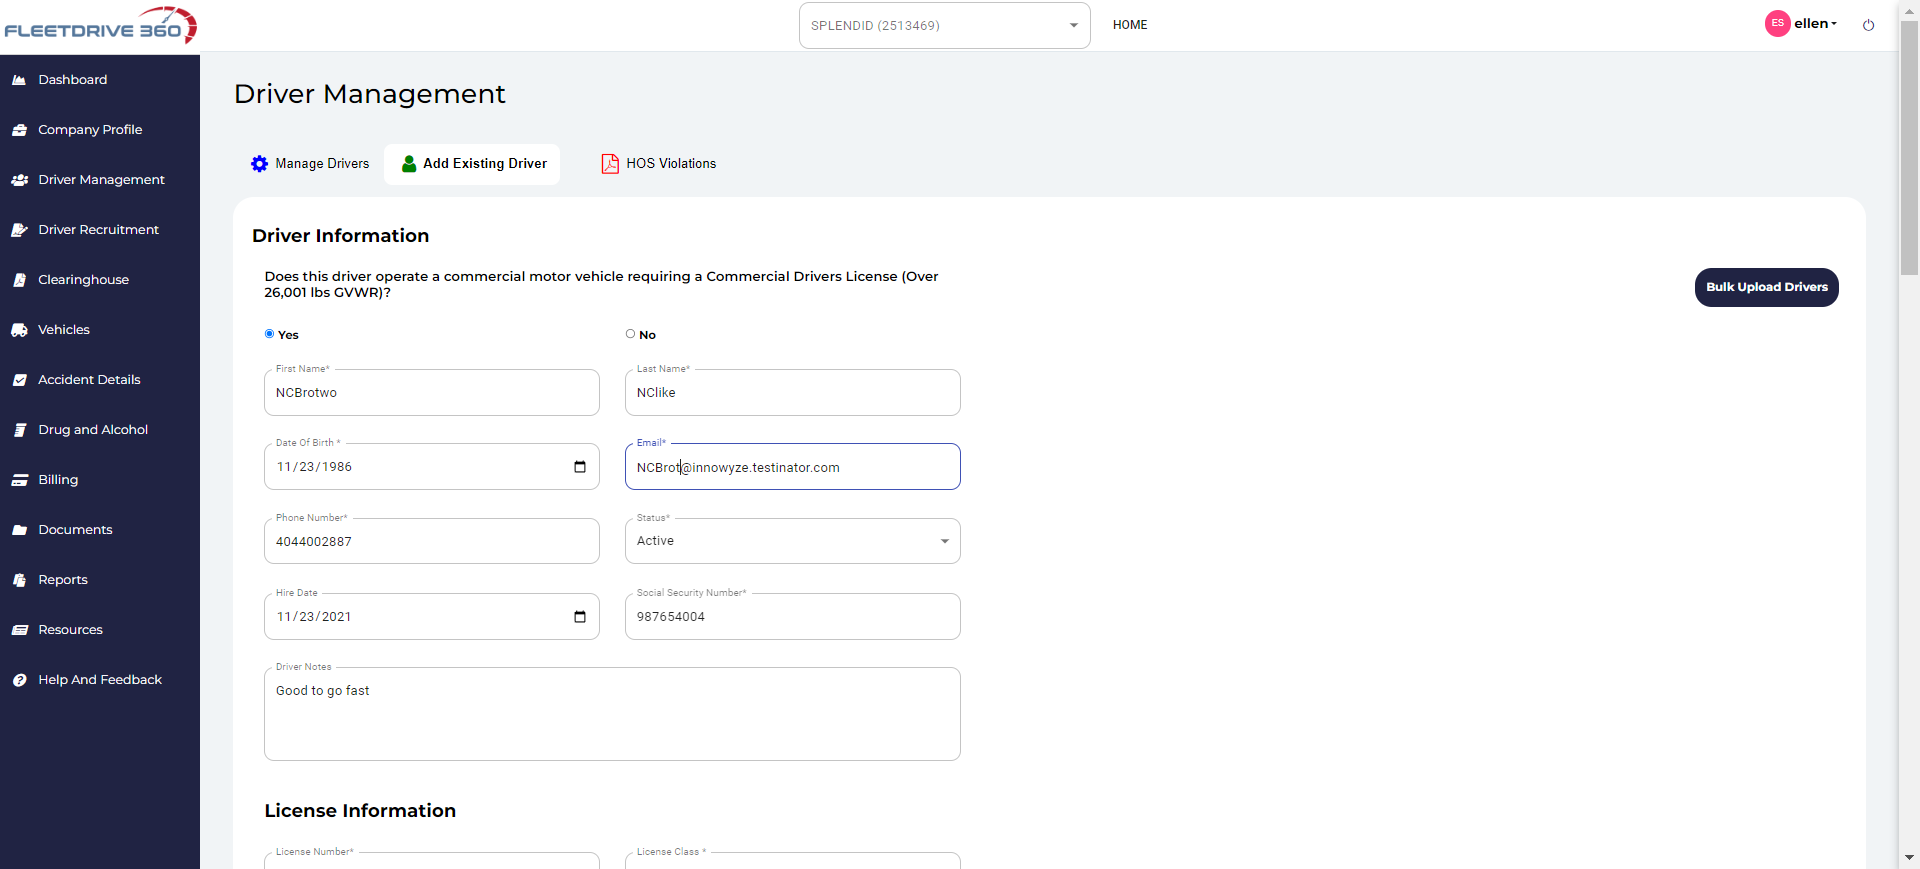 FLEETDRIVE 360
SPLENDID (2513469)
HOME
ES
ellen
Dashboard
Company Profile
Driver Management
Driver Recruitment
Clearinghouse
Vehicles
Accident Details
Drug and Alcohol
Billing
Documents
Reports
Resources
Help And Feedback
Driver Management
Manage Drivers
Add Existing Driver
HOS Violations
Driver Information
Does this driver operate a commercial motor vehicle requiring a Commercial Drivers License (Over
26,001 lbs GVWR)?
Bulk Upload Drivers
Yes
No
First Name*
NCBrotwo
Last Name*
NClike
Date Of Birth *
11/23/1986
Email*
NCBrot@innowyze.testinator.com
Phone Number*
4044002887
Status*
Active
Hire Date
11/23/2021
Social Security Number*
987654004
Driver Notes
Good to go fast
License Information
License Number*
License Class *